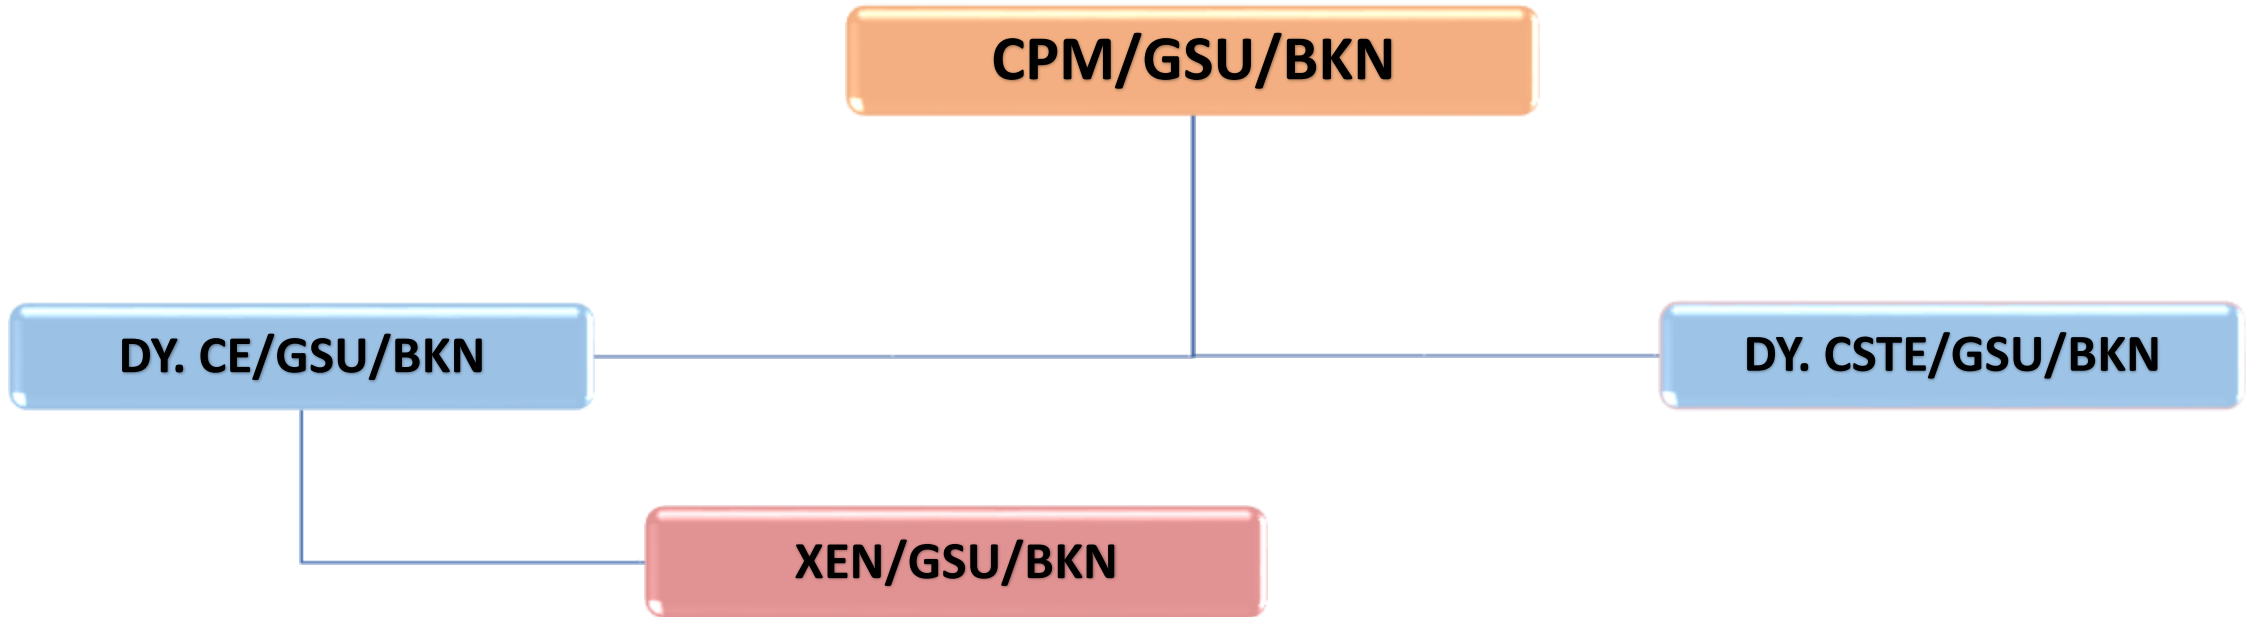 CPM/GSU/BKN
DY. CE/GSU/BKN
DY. CSTE/GSU/BKN
XEN/GSU/BKN